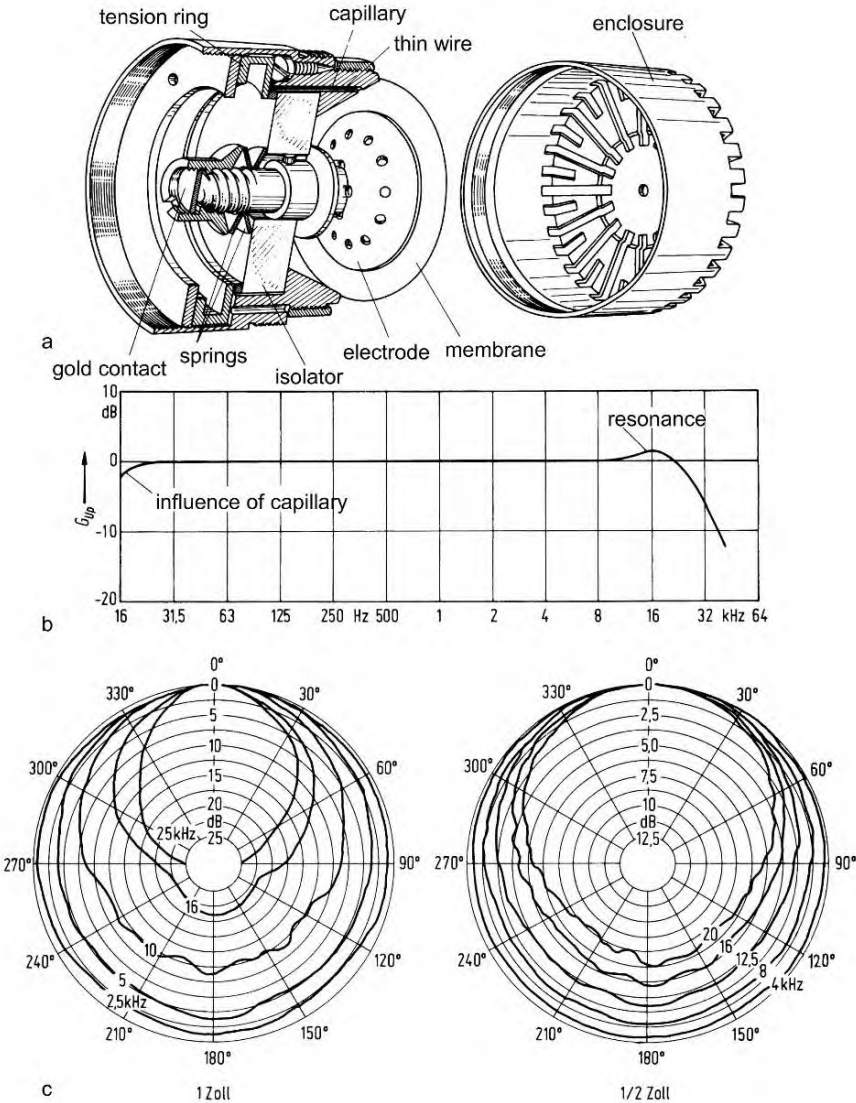 tension ring
capillary
thin wire
enclosure
a
gold contact
springs
isolator
electrode
membrane
10
dB
0
-10
-20
G_Up
resonance
influence of capillary
16 31,5 63 125 250 Hz 500 1 2 4 8 16 32 kHz 64
b
0° 0°
330° 0 30° 330° 0 30°
5 2,5
10 5,0
300° 60° 300° 60°
15 7,5
20 10
dB dB
25kHz 25 12,5
270° 90° 270° 90°
16
10 20
16
240° 120° 240° 12,5 120°
5 8
2,5kHz 4kHz
210° 150° 210° 150°
180° 180°
c
1 Zoll 1/2 Zoll